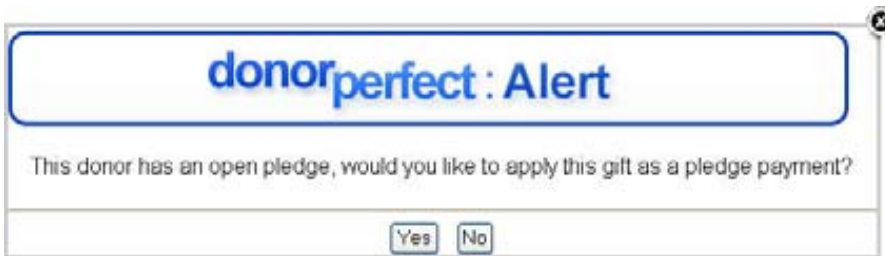 donorperfect : Alert
This donor has an open pledge, would you like to apply this gift as a pledge payment?
Yes No